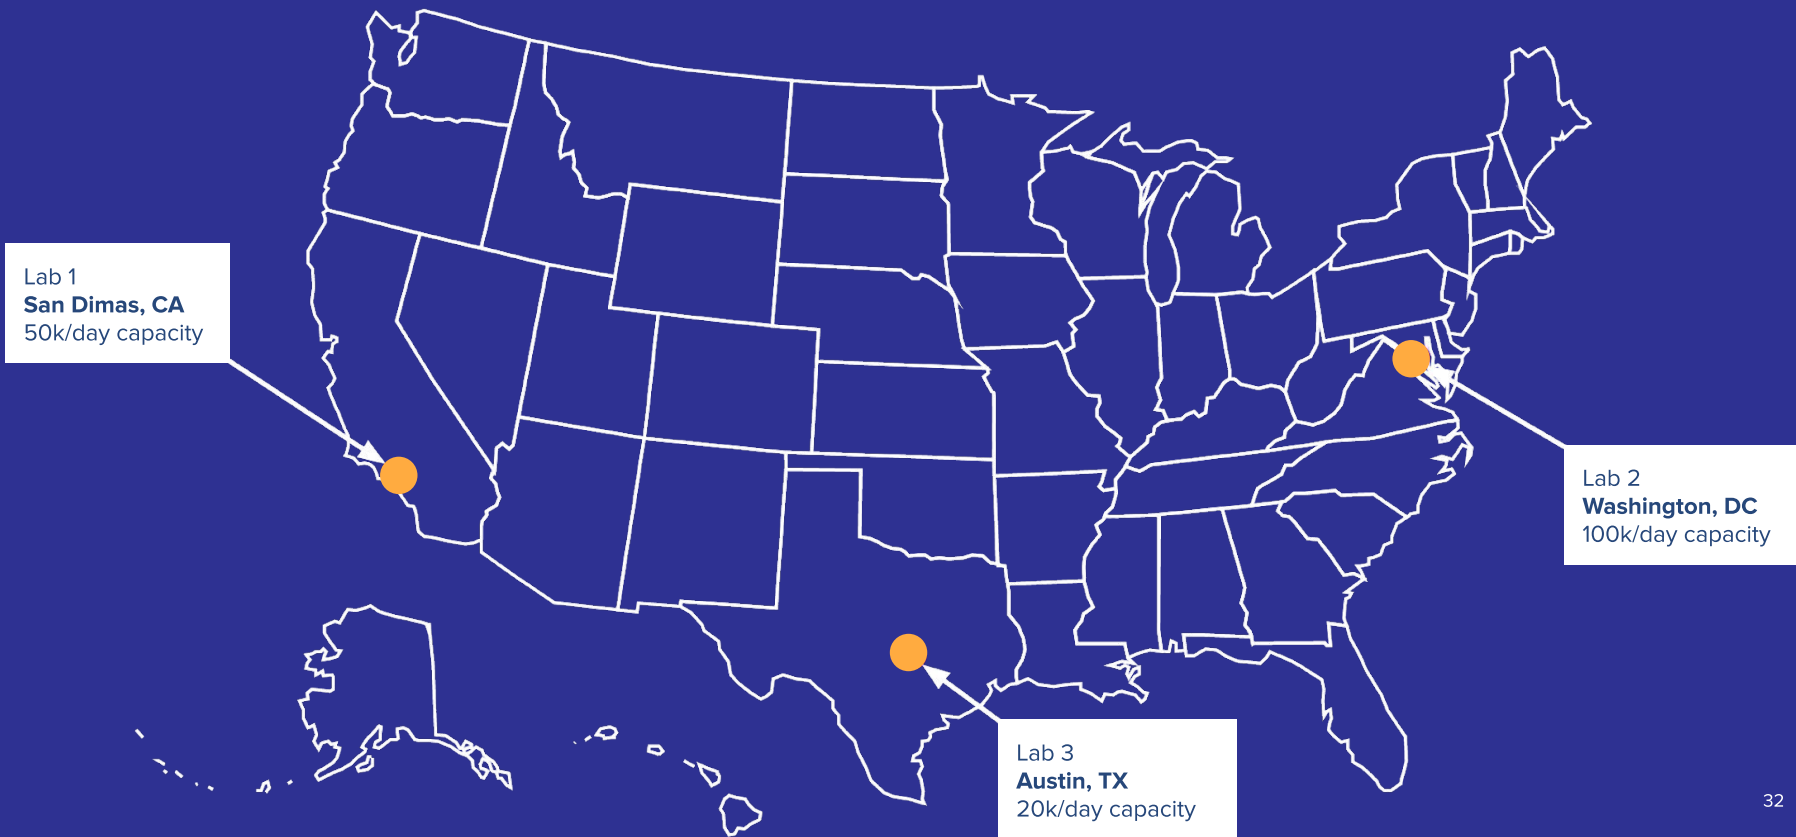 Lab 1
San Dimas, CA
50k/day capacity
Lab 2
Washington, DC
100k/day capacity
Lab 3
Austin, TX
20k/day capacity
32